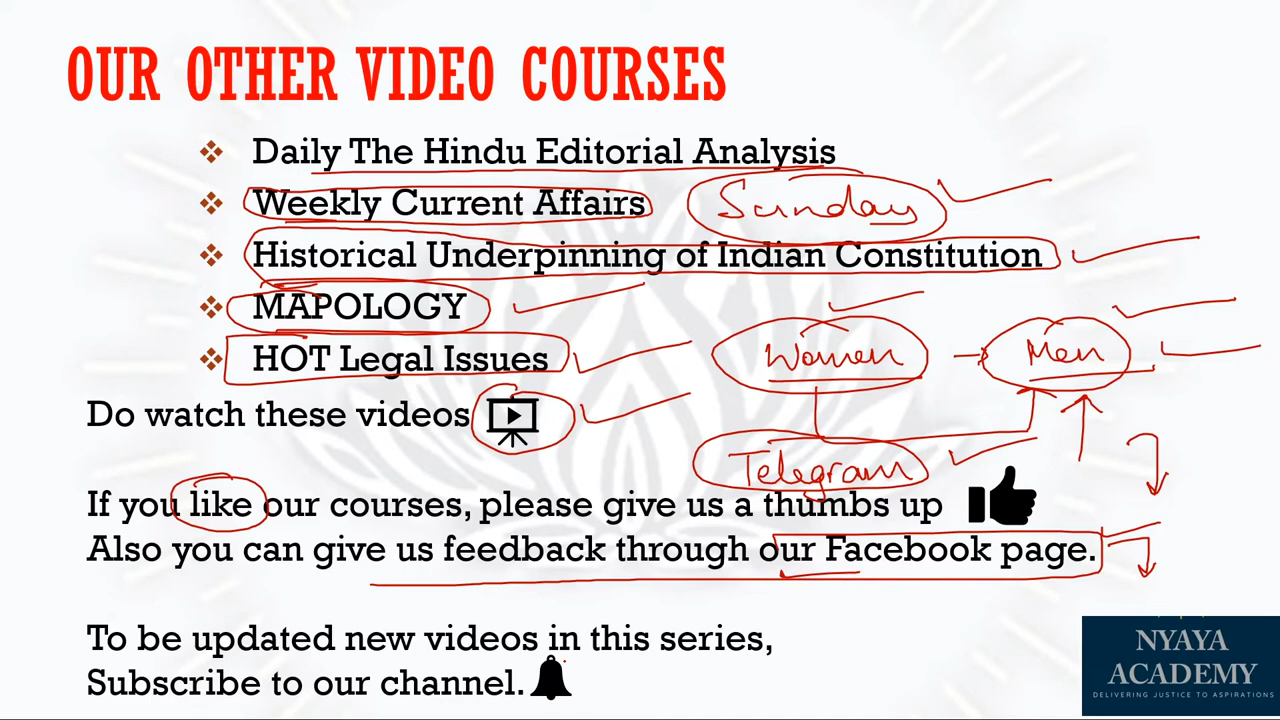 OUR OTHER VIDEO COURSES
❖ Daily The Hindu Editorial Analysis
❖ Weekly Current Affairs Sunday
❖ Historical Underpinning of Indian Constitution
❖ MAPOLOGY
❖ HOT Legal Issues Women Men
Do watch these videos
Telegram
If you like our courses, please give us a thumbs up
Also you can give us feedback through our Facebook page.
To be updated new videos in this series,
Subscribe to our channel.
NYAYA
ACADEMY
DELIVERING JUSTICE TO ASPIRATIONS